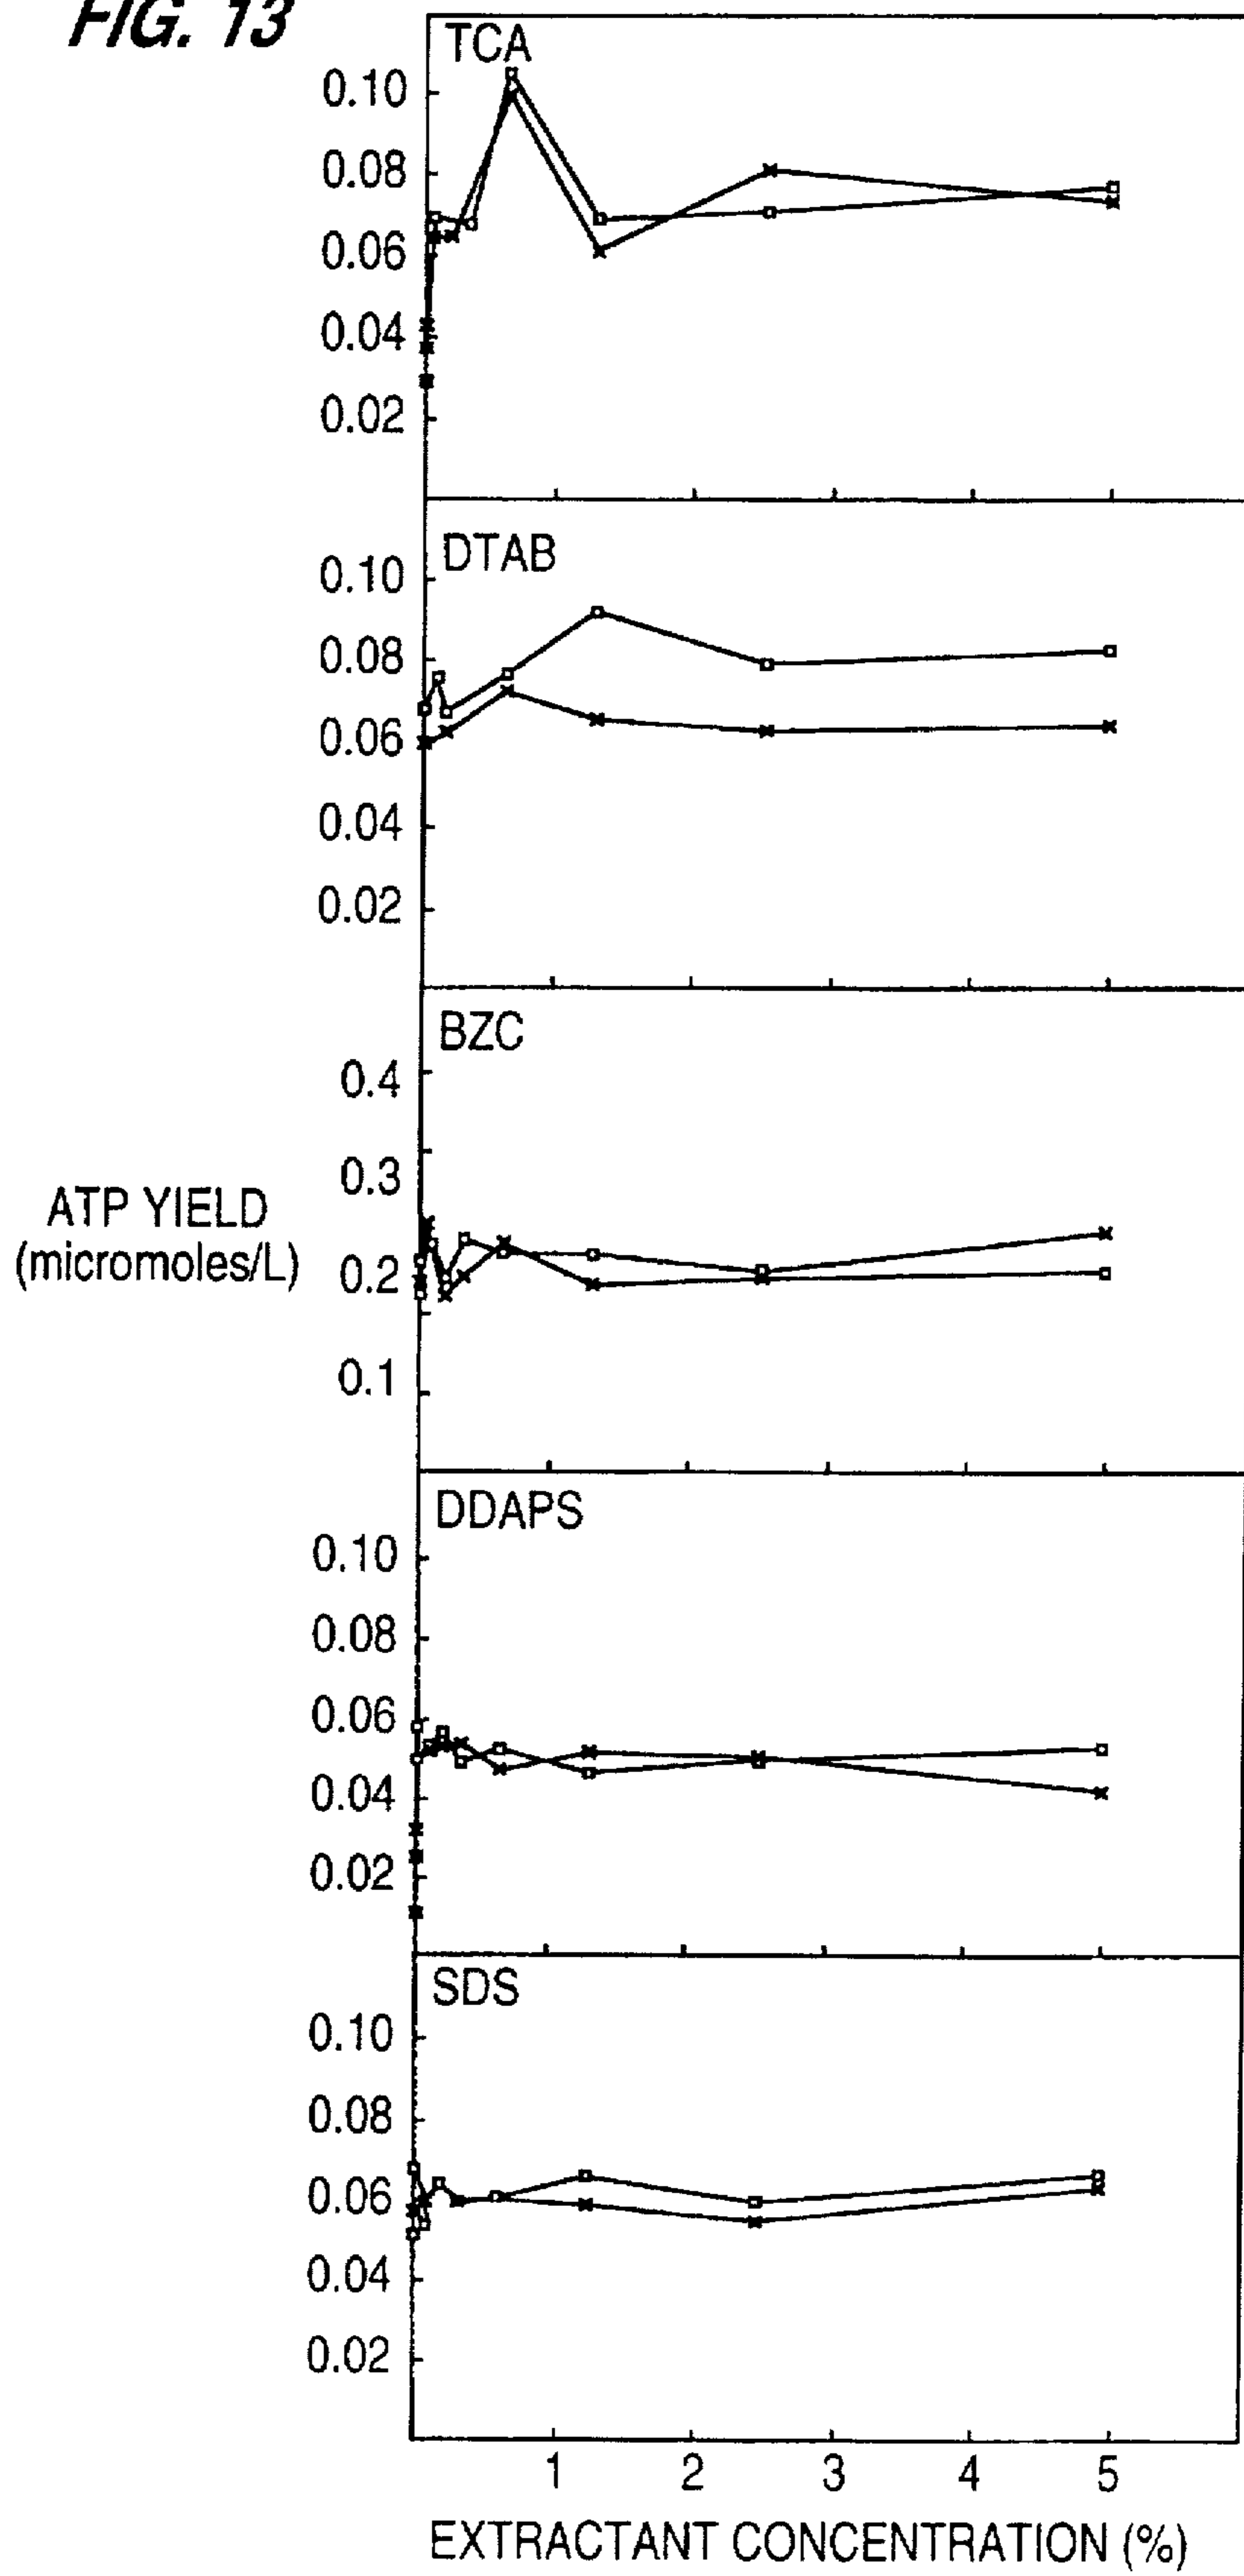 FIG. 13
TCA
0.10
0.08
0.06
0.04
0.02
DTAB
0.10
0.08
0.06
0.04
0.02
BZC
0.4
0.3
0.2
0.1
ATP YIELD
(micromoles/L)
DDAPS
0.10
0.08
0.06
0.04
0.02
SDS
0.10
0.08
0.06
0.04
0.02
1 2 3 4 5
EXTRACTANT CONCENTRATION (%)